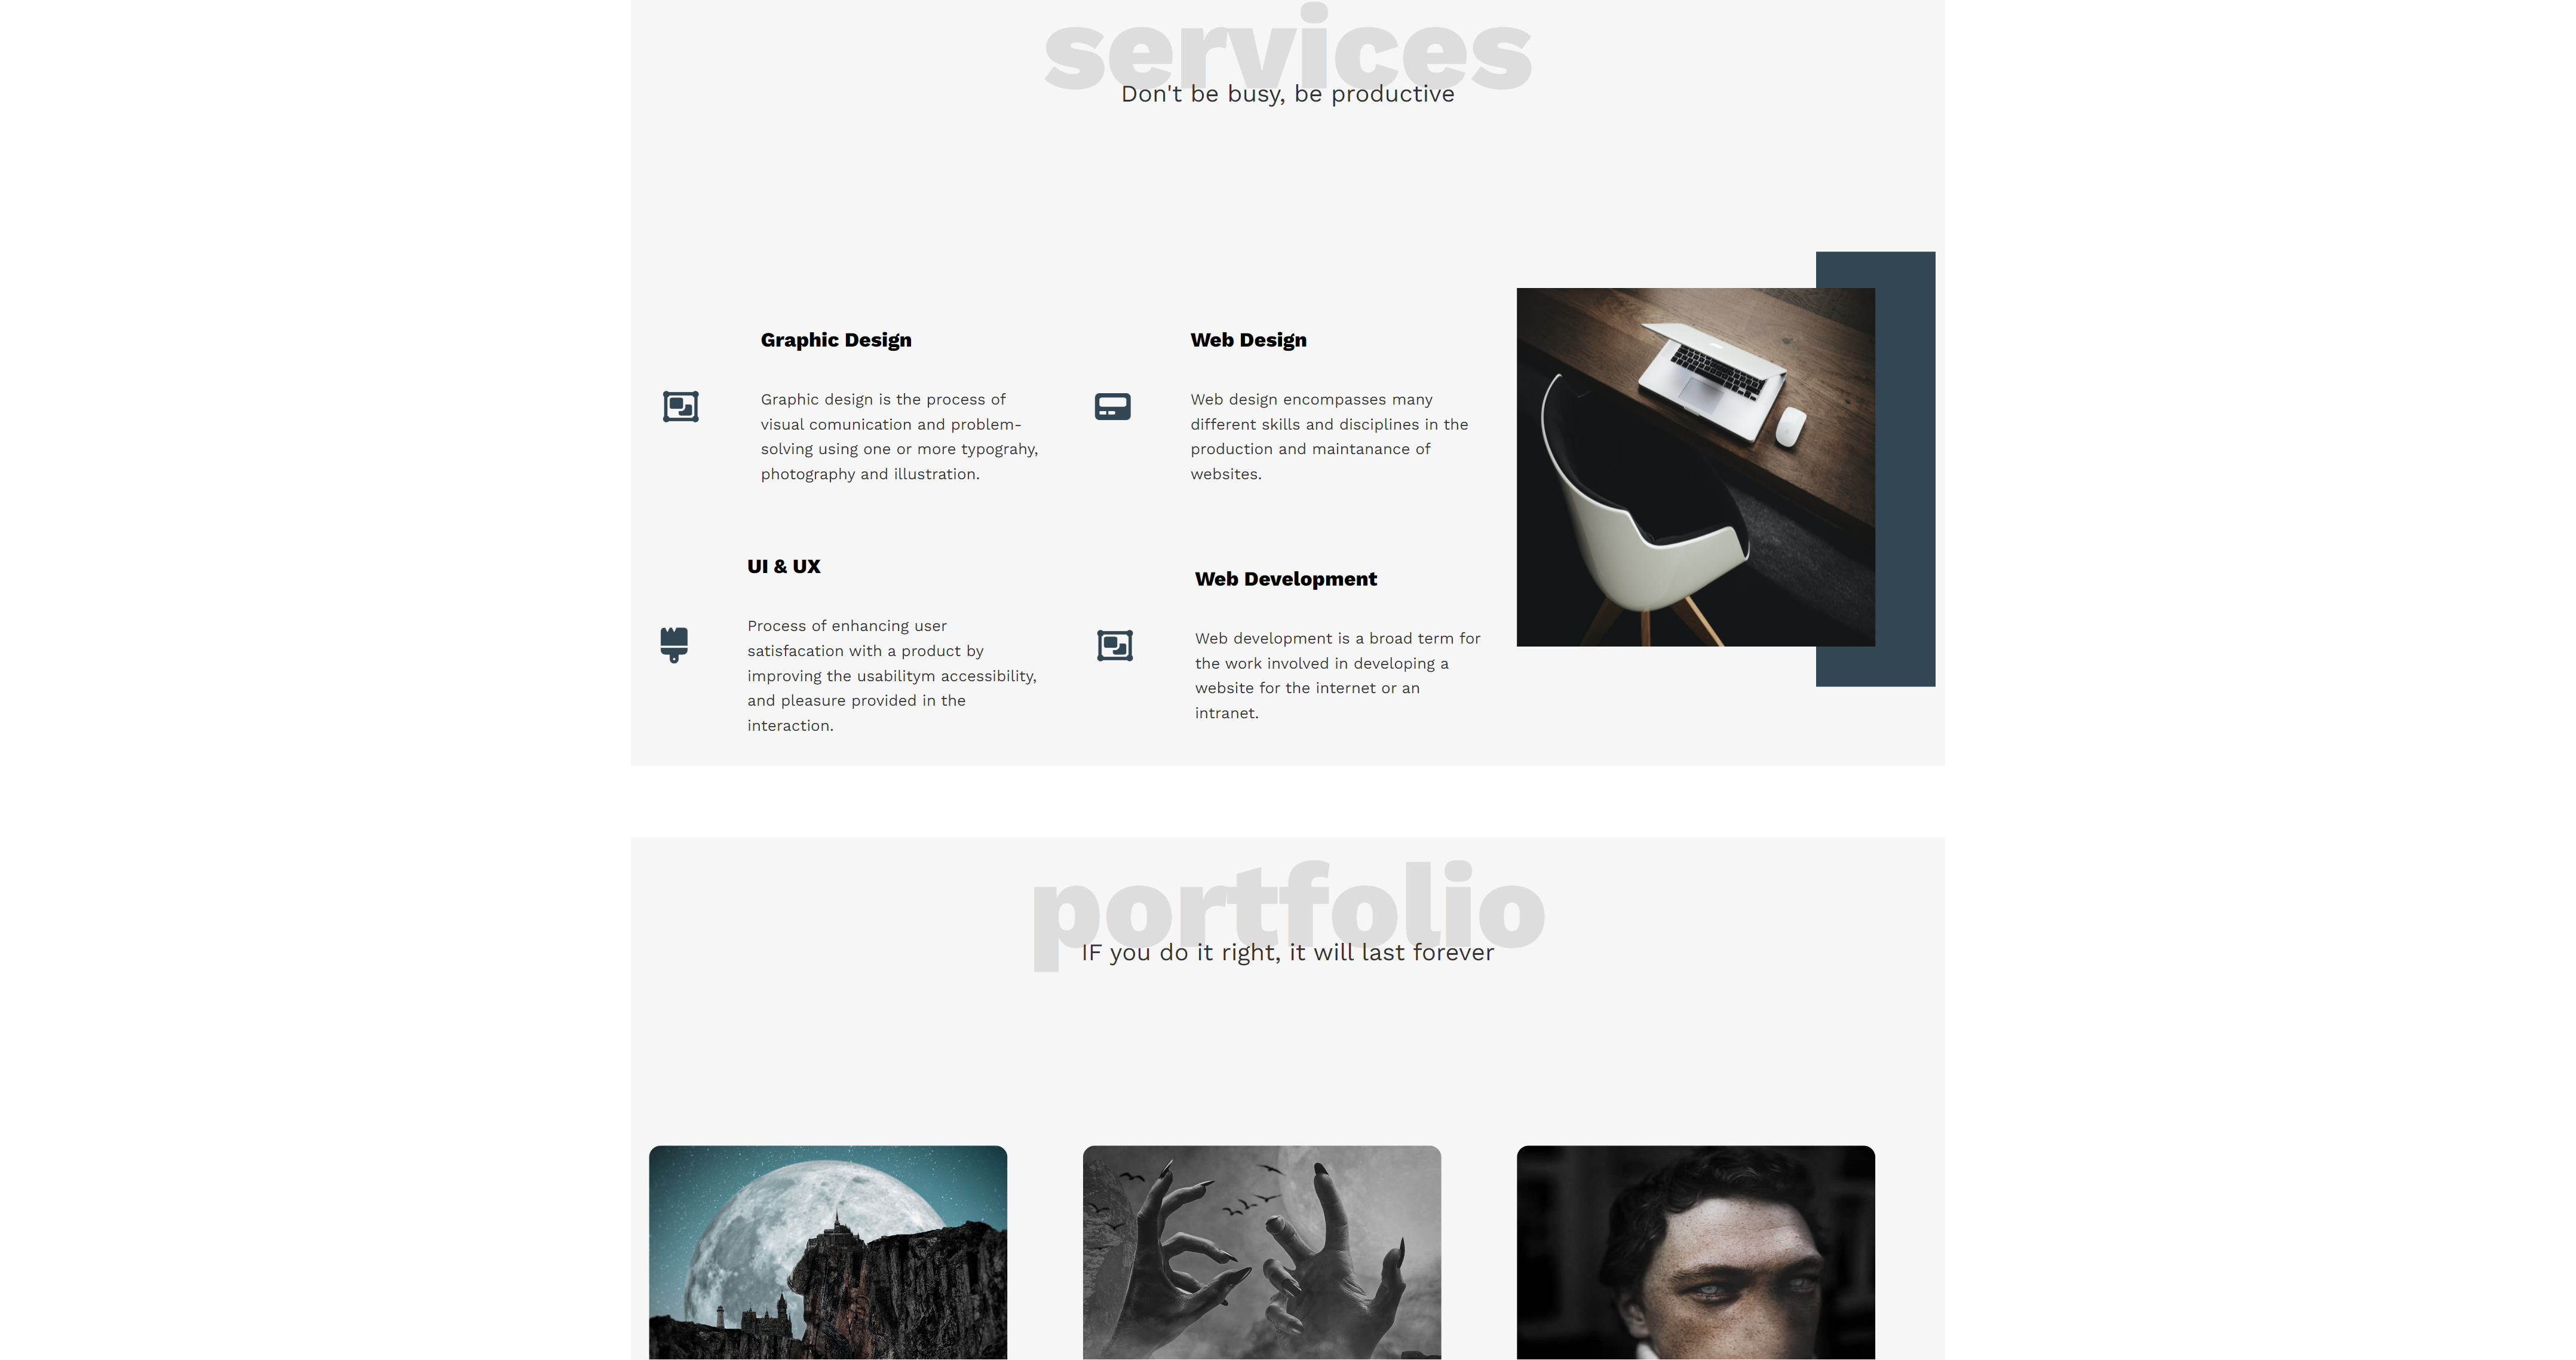 services
Don't be busy, be productive
Graphic Design
Graphic design is the process of
visual comunication and problem-
solving using one or more typograhy,
photography and illustration.
Web Design
Web design encompasses many
different skills and disciplines in the
production and maintanance of
websites.
UI & UX
Process of enhancing user
satisfacation with a product by
improving the usabilitym accessibility,
and pleasure provided in the
interaction.
Web Development
Web development is a broad term for
the work involved in developing a
website for the internet or an
intranet.
portfolio
IF you do it right, it will last forever